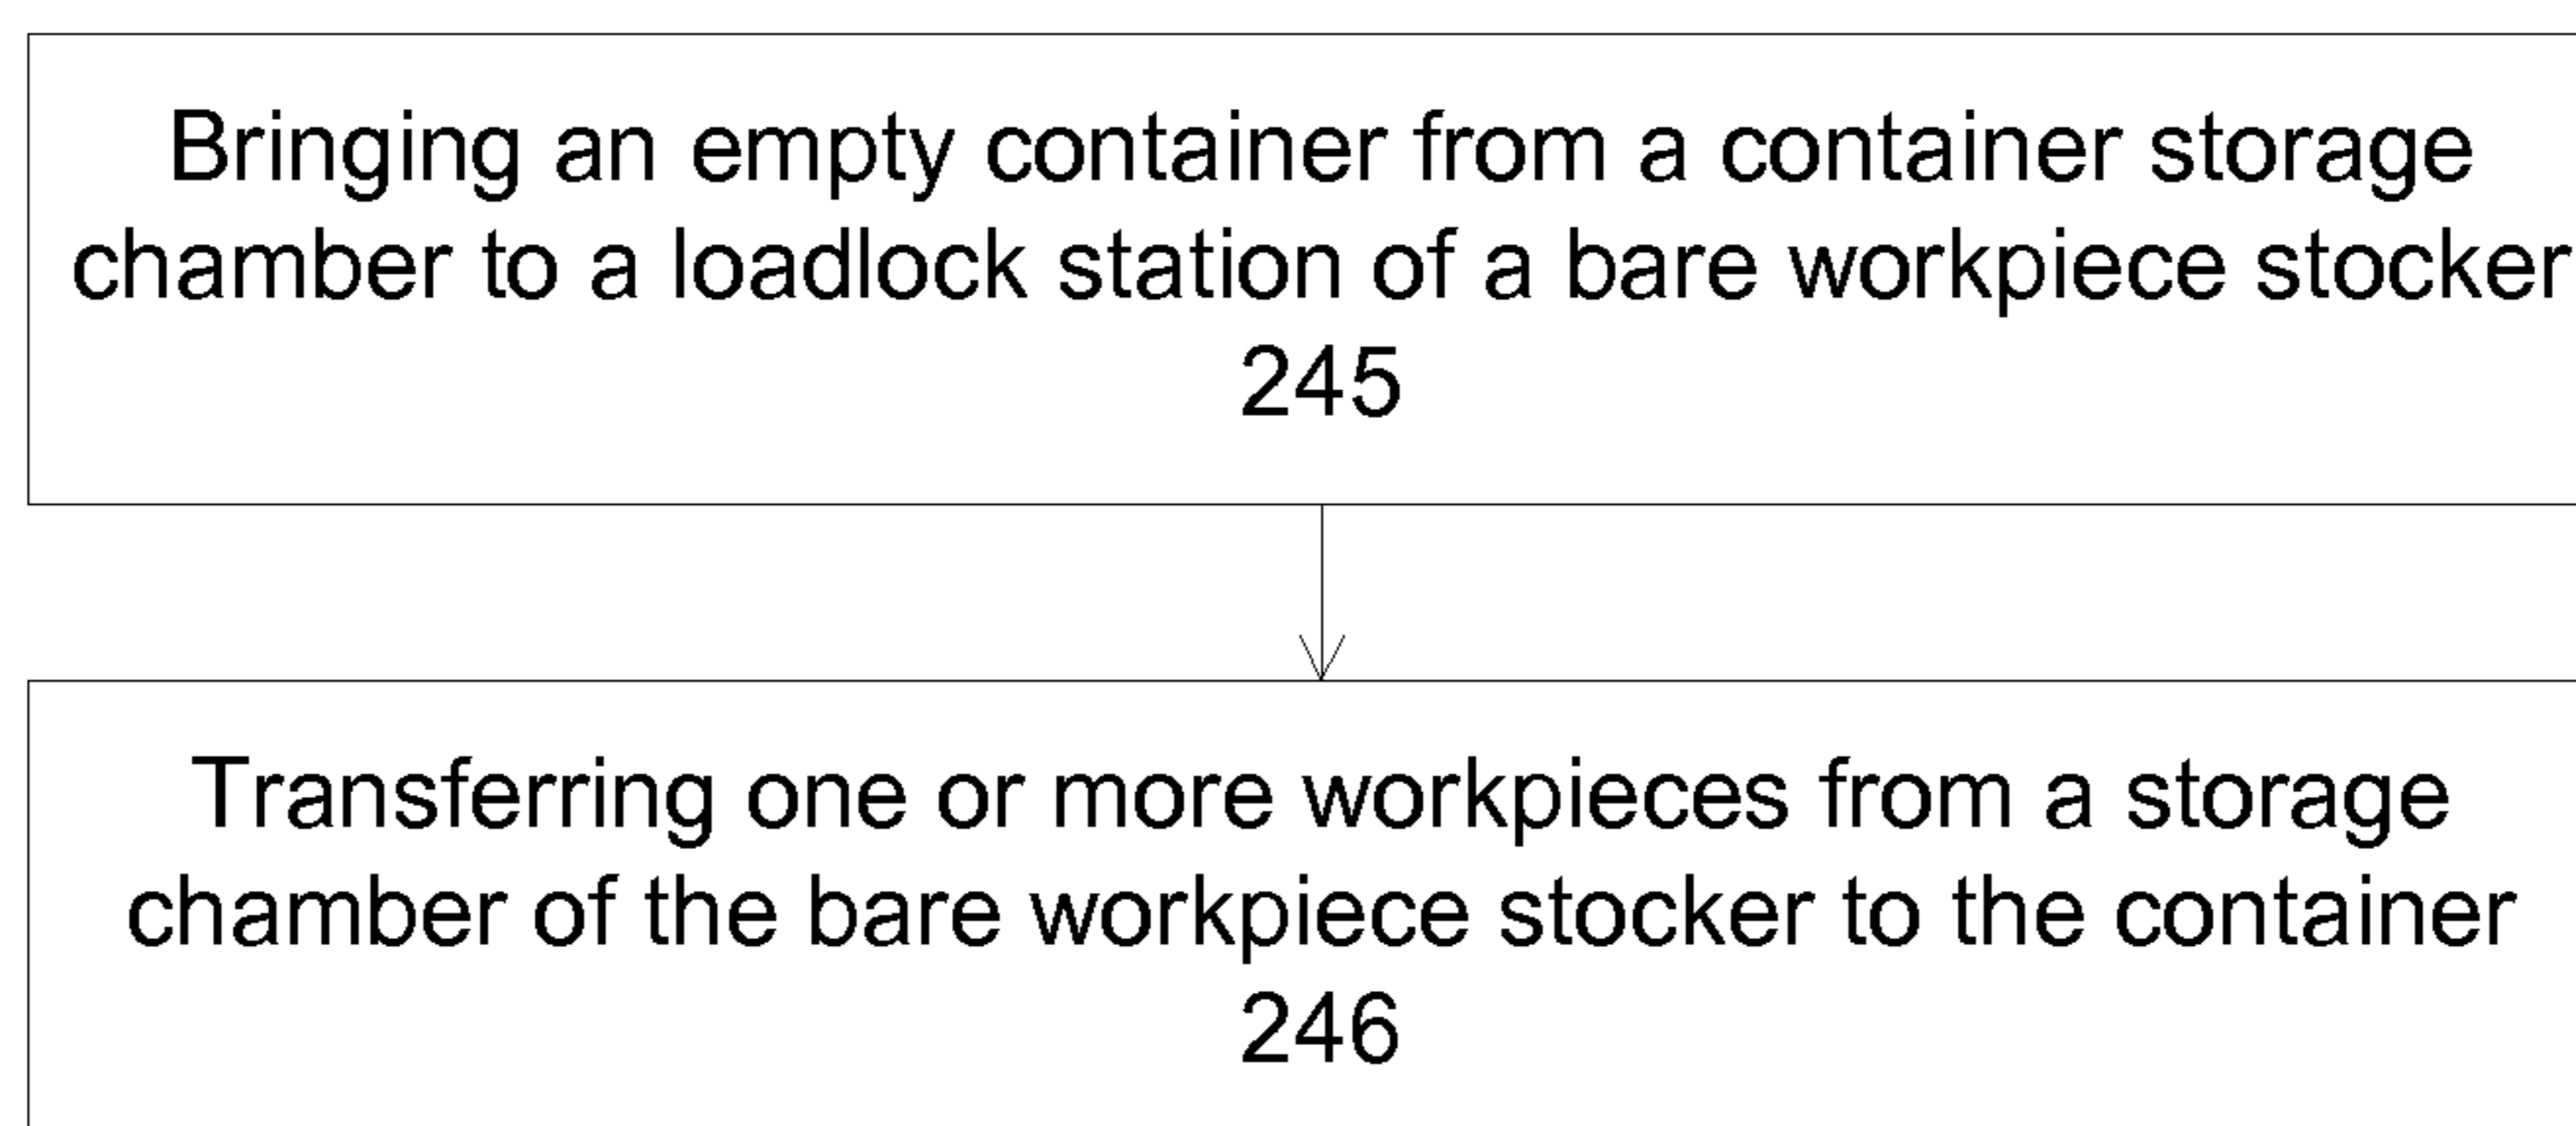 Bringing an empty container from a container storage
chamber to a loadlock station of a bare workpiece stocker
245
Transferring one or more workpieces from a storage
chamber of the bare workpiece stocker to the container
246